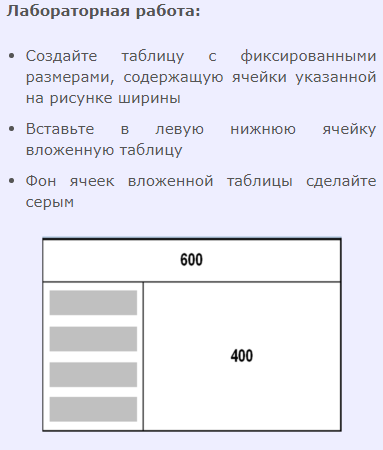 Лабораторная работа:
• Создайте таблицу с фиксированными
размерами, содержащую ячейки указанной
на рисунке ширины
• Вставьте в левую нижнюю ячейку
вложенную таблицу
• Фон ячеек вложенной таблицы сделайте
серым
600
400